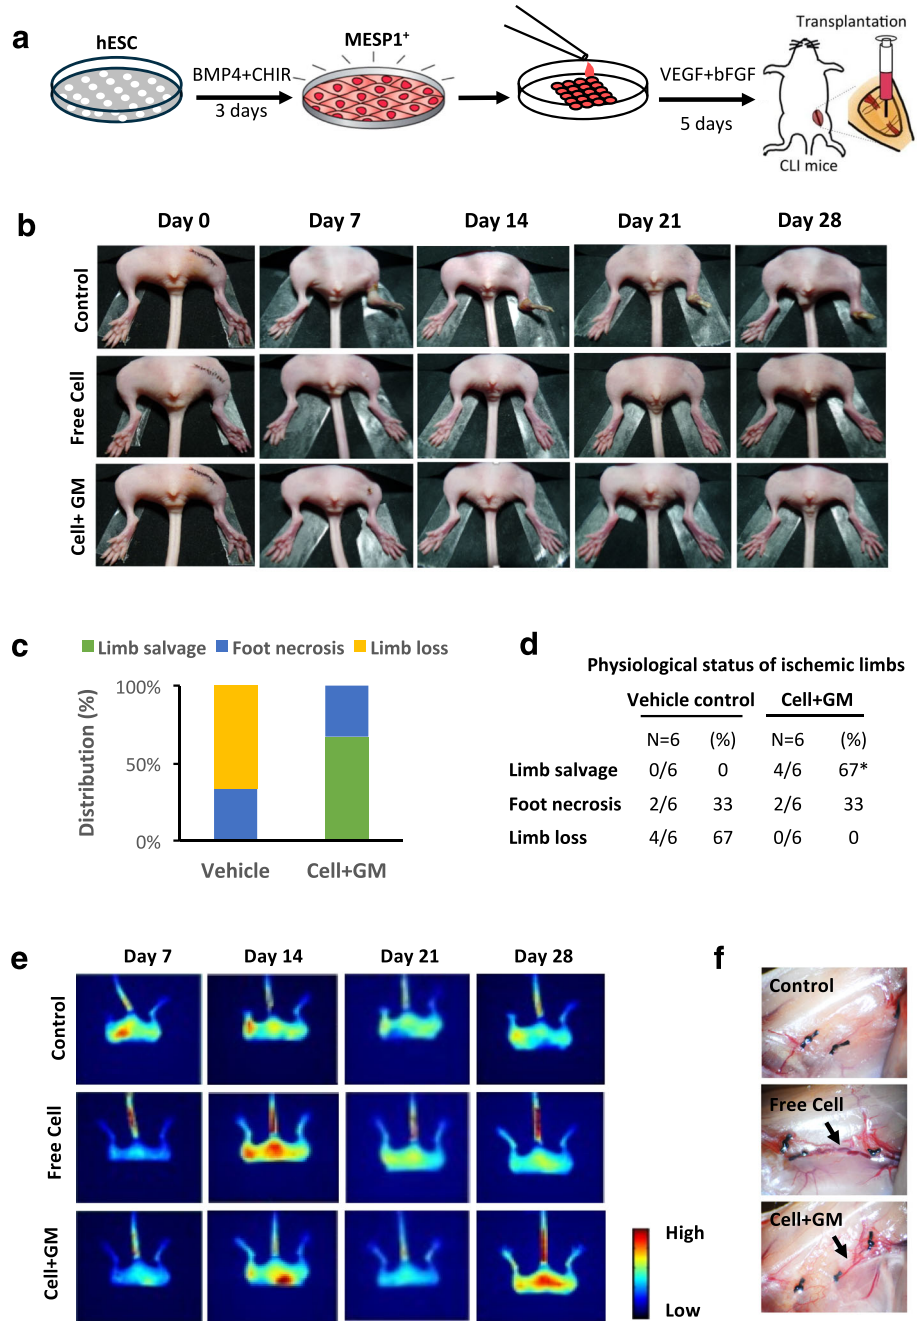 a
hESC
BMP4+CHIR
3 days
MESP1⁺
VEGF+bFGF
5 days
Transplantation
CLI mice
b
Day 0 Day 7 Day 14 Day 21 Day 28
Control
Free Cell
Cell+ GM
c
Limb salvage Foot necrosis Limb loss
Distribution (%)
100%
50%
0%
Vehicle Cell+GM
d
Physiological status of ischemic limbs
Vehicle control Cell+GM
N=6 (%) N=6 (%)
Limb salvage 0/6 0 4/6 67*
Foot necrosis 2/6 33 2/6 33
Limb loss 4/6 67 0/6 0
e
Day 7 Day 14 Day 21 Day 28
Control
Free Cell
Cell+GM
High
Low
f
Control
Free Cell
Cell+GM